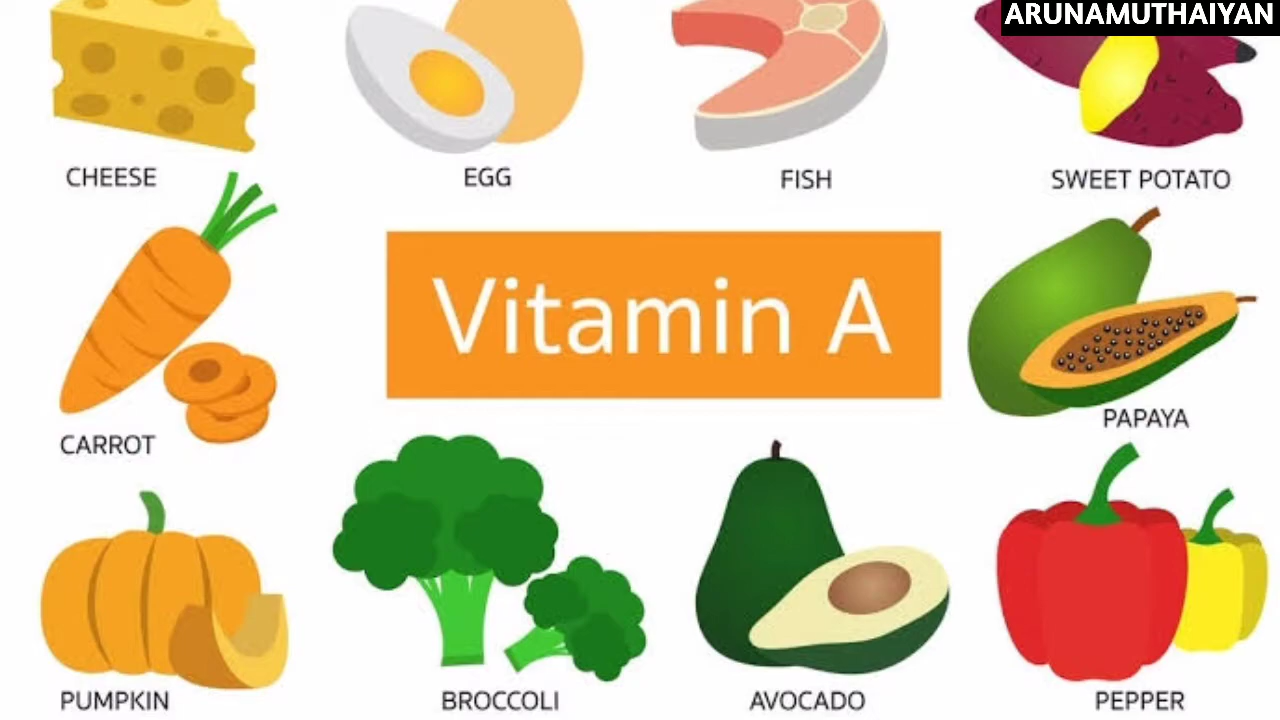 ARUNAMUTHAIYAN
CHEESE
EGG
FISH
SWEET POTATO
Vitamin A
CARROT
PAPAYA
PUMPKIN
BROCCOLI
AVOCADO
PEPPER